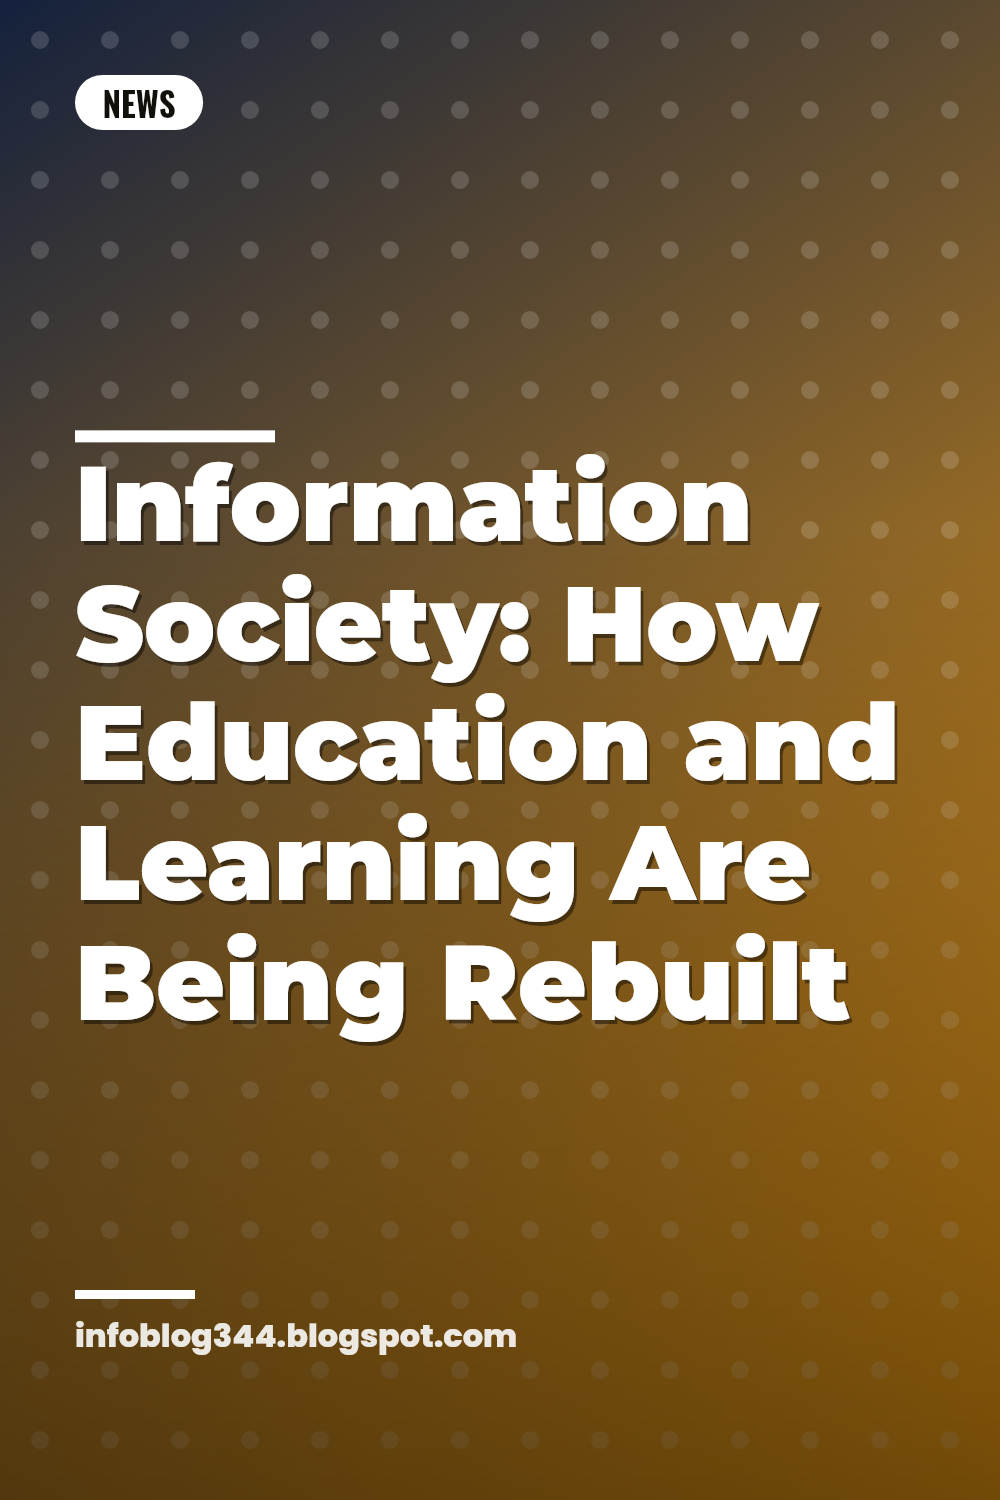 NEWS
Information
Society: How
Education and
Learning Are
Being Rebuilt
infoblog344.blogspot.com